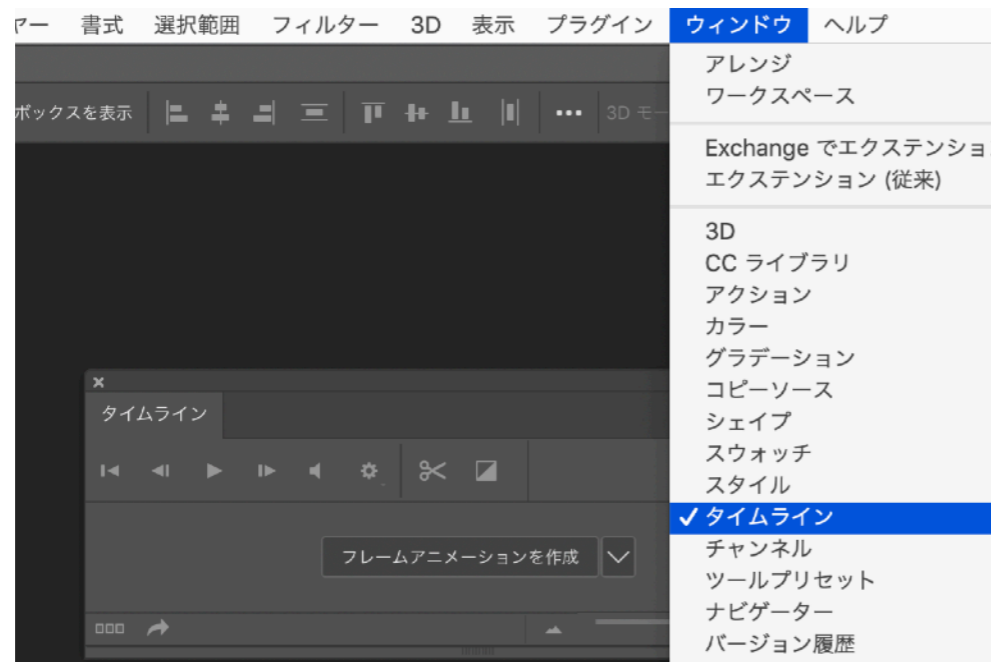 ヤー 書式 選択範囲 フィルター 3D 表示 プラグイン ウィンドウ ヘルプ
ボックスを表示 3D モー
アレンジ
ワークスペース
Exchange でエクステンショ
エクステンション (従来)
3D
CC ライブラリ
アクション
カラー
グラデーション
コピーソース
シェイプ
スウォッチ
スタイル
✓ タイムライン
チャンネル
ツールプリセット
ナビゲーター
バージョン履歴
タイムライン
フレームアニメーションを作成